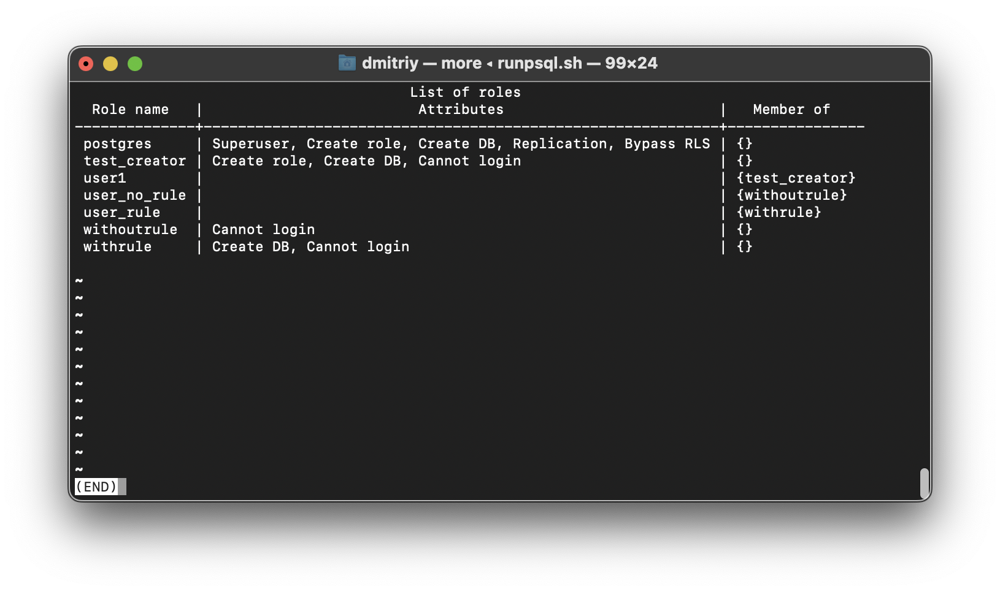 dmitriy — more ◂ runpsql.sh — 99×24
List of roles
Role name | Attributes | Member of
--------------+------------------------------------------------------------+----------------
postgres | Superuser, Create role, Create DB, Replication, Bypass RLS | {}
test_creator | Create role, Create DB, Cannot login | {}
user1 | | {test_creator}
user_no_rule | | {withoutrule}
user_rule | | {withrule}
withoutrule | Cannot login | {}
withrule | Create DB, Cannot login | {}
~
~
~
~
~
~
~
~
~
~
~
~
(END)